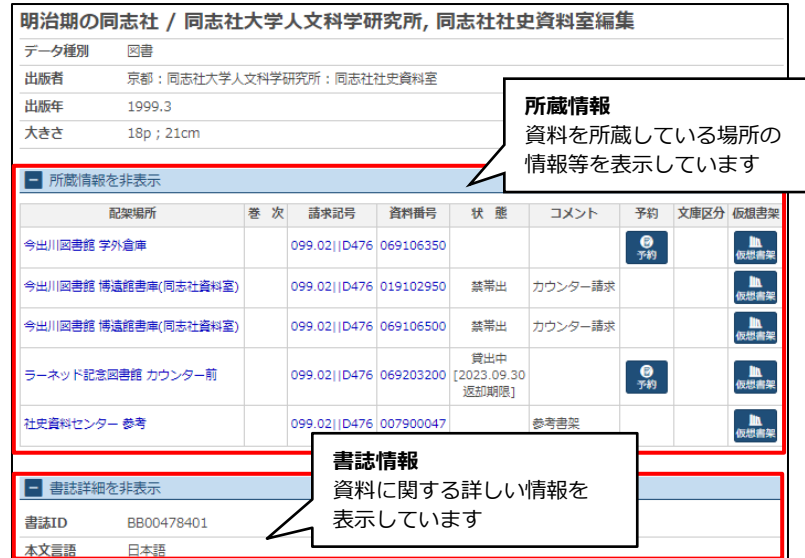 明治期の同志社 / 同志社大学人文科学研究所, 同志社社史資料室編集
データ種別 図書
出版者 京都 : 同志社大学人文科学研究所 : 同志社社史資料室
出版年 1999.3
大きさ 18p ; 21cm
所蔵情報
資料を所蔵している場所の
情報等を表示しています
所蔵情報を非表示
配架場所 巻 次 請求記号 資料番号 状 態 コメント 予約 文庫区分 仮想書架
今出川図書館 学外倉庫 099.02||D476 069106350 予約 仮想書架
今出川図書館 博遠館書庫(同志社資料室) 099.02||D476 019102950 禁帯出 カウンター請求 仮想書架
今出川図書館 博遠館書庫(同志社資料室) 099.02||D476 069106500 禁帯出 カウンター請求 仮想書架
ラーネッド記念図書館 カウンター前 099.02||D476 069203200 貸出中 [2023.09.30 返却期限] 予約 仮想書架
社史資料センター 参考 099.02||D476 007900047 参考書架 仮想書架
書誌情報
資料に関する詳しい情報を
表示しています
書誌詳細を非表示
書誌ID BB00478401
本文言語 日本語